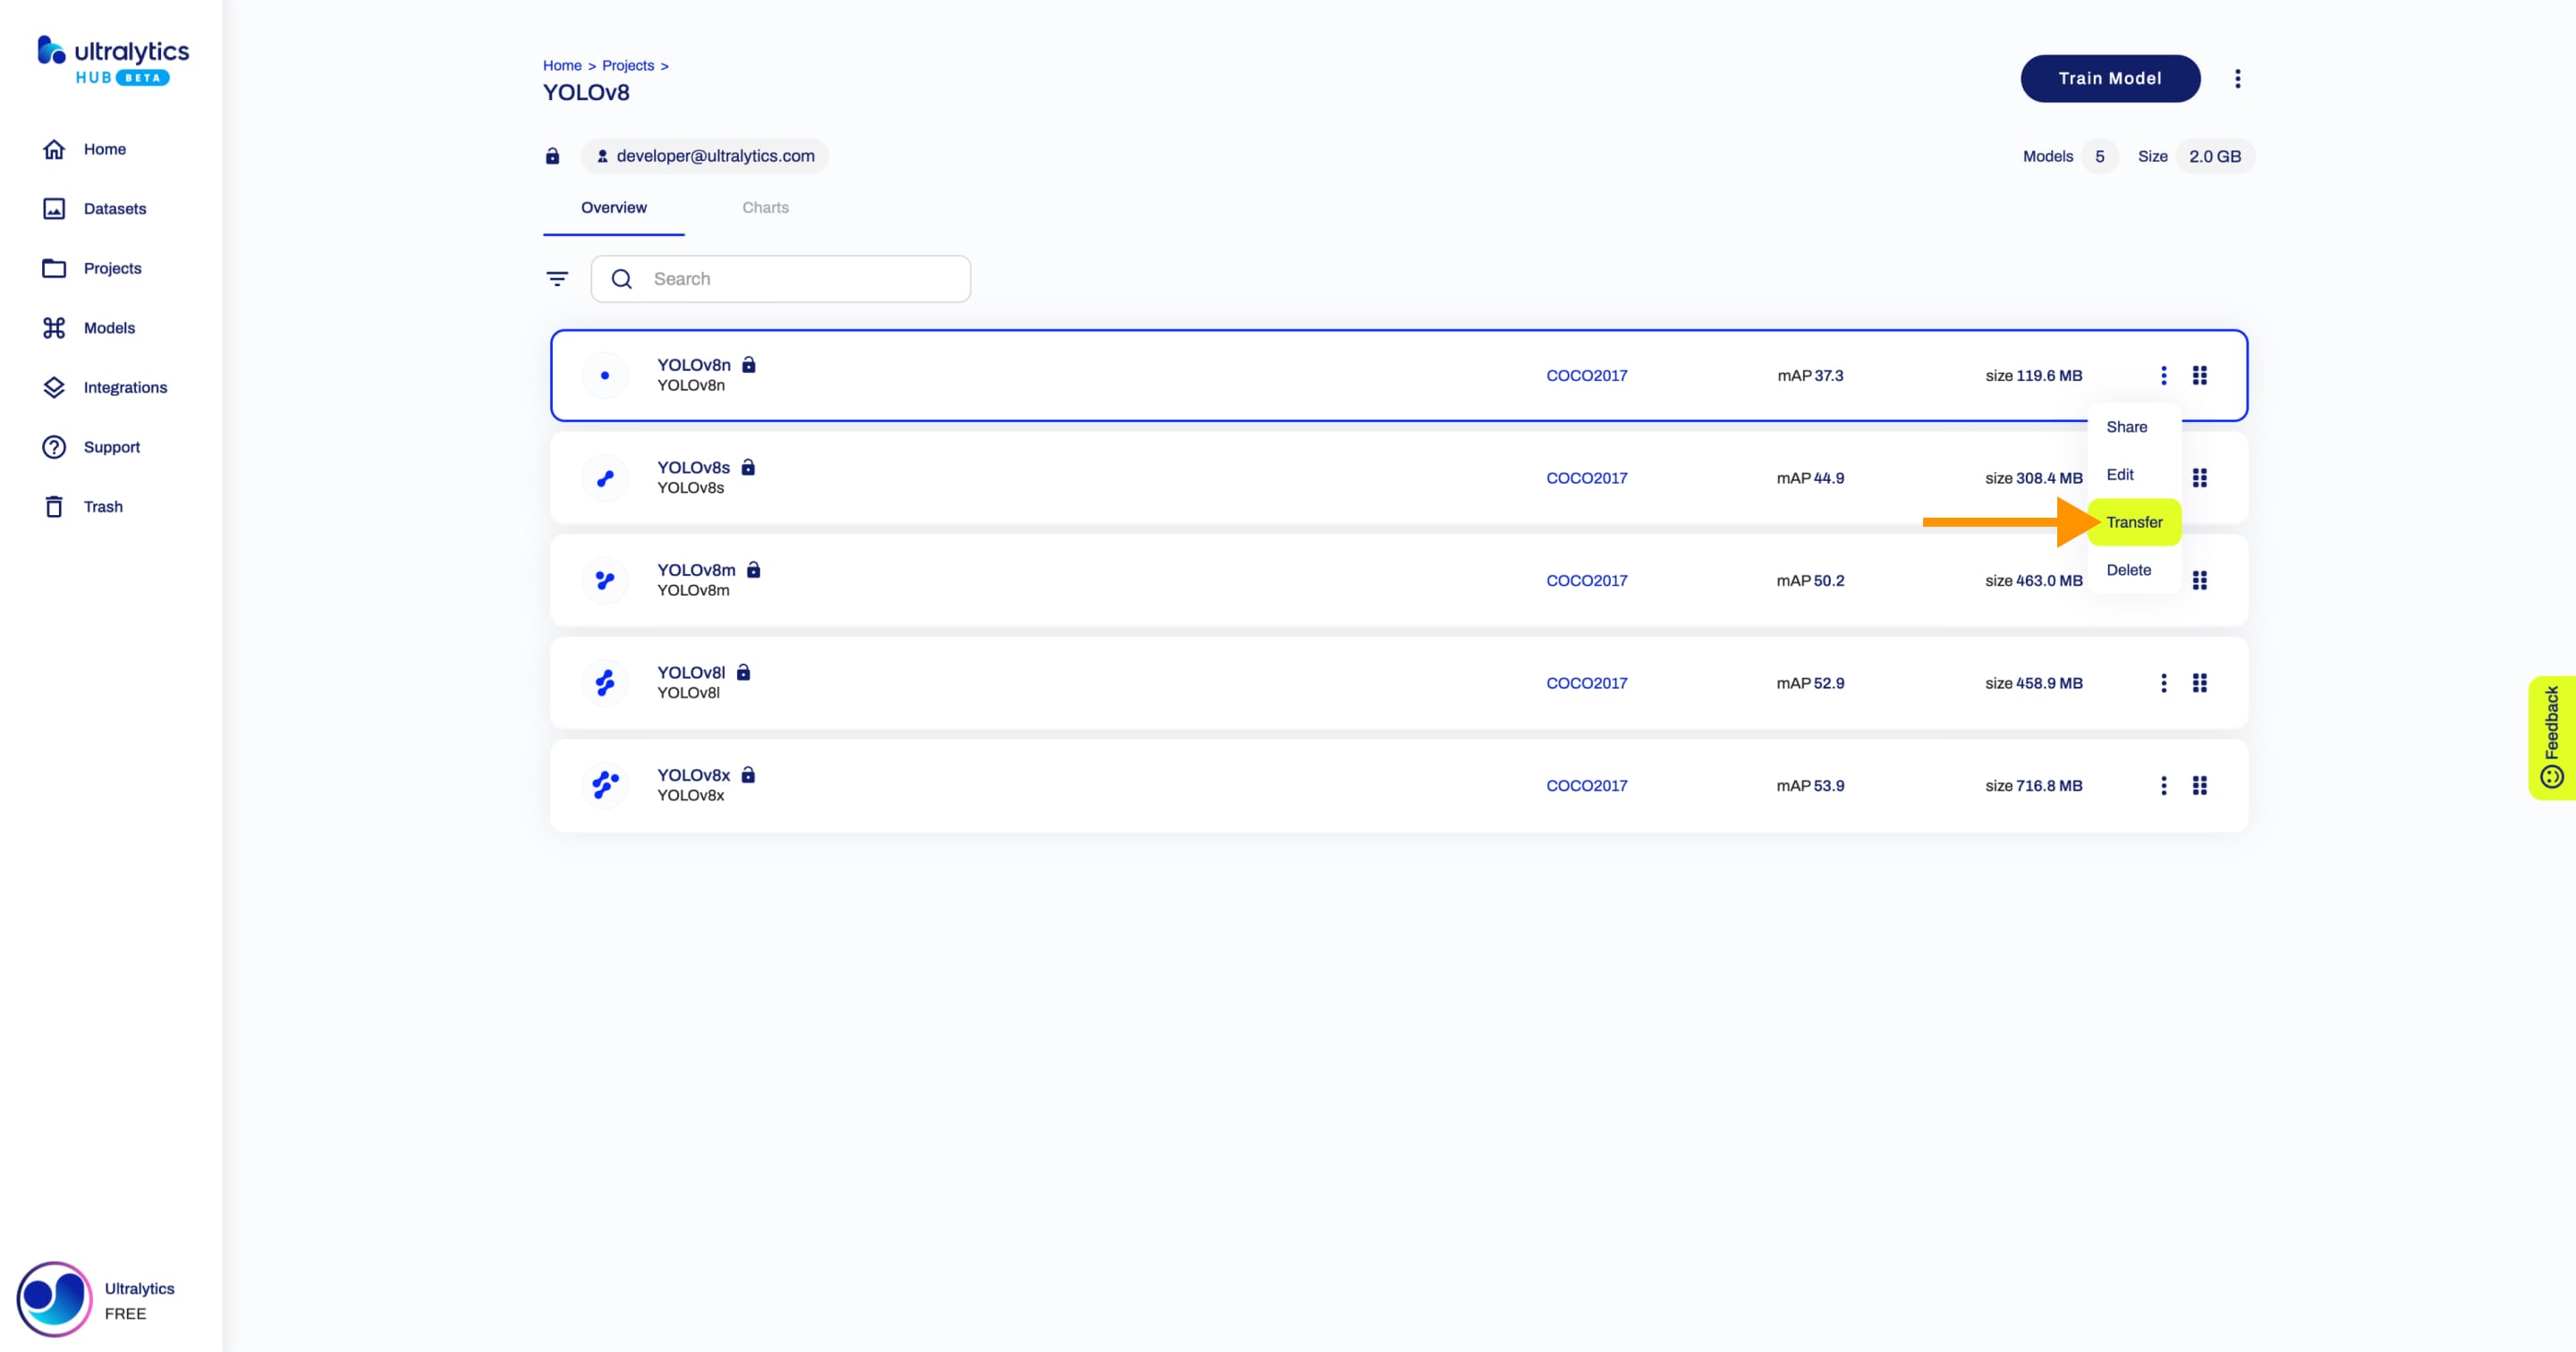 ultralytics
HUB BETA
Home
Datasets
Projects
Models
Integrations
Support
Trash
Ultralytics
FREE
Home > Projects >
YOLOv8
Train Model
developer@ultralytics.com
Models 5 Size 2.0 GB
Overview Charts
Search
YOLOv8n
YOLOv8n
COCO2017 mAP 37.3 size 119.6 MB
YOLOv8s
YOLOv8s
COCO2017 mAP 44.9 size 308.4 MB
YOLOv8m
YOLOv8m
COCO2017 mAP 50.2 size 463.0 MB
YOLOv8l
YOLOv8l
COCO2017 mAP 52.9 size 458.9 MB
YOLOv8x
YOLOv8x
COCO2017 mAP 53.9 size 716.8 MB
Share
Edit
Transfer
Delete
Feedback